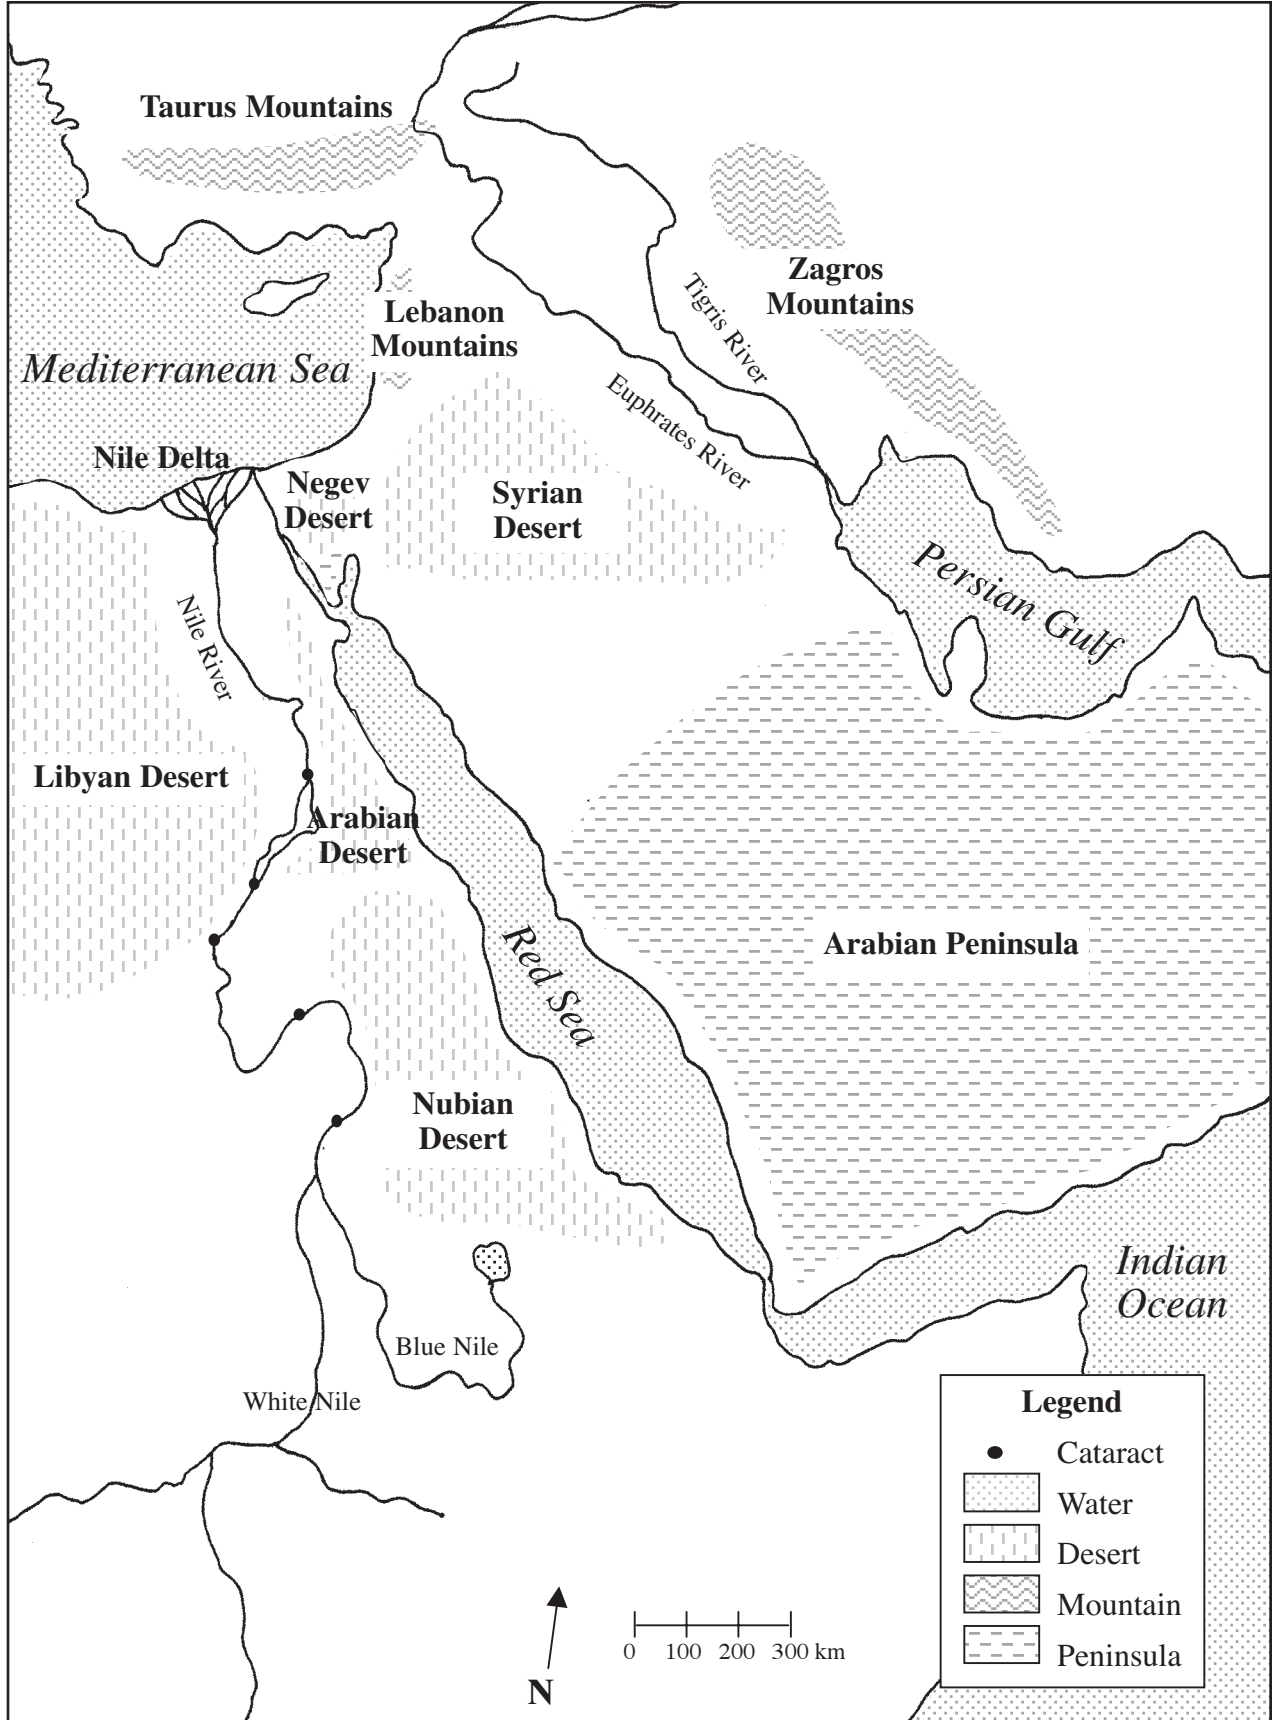 Taurus Mountains
Zagros
Mountains
Tigris River
Lebanon
Mountains
Mediterranean Sea
Euphrates River
Nile Delta
Negev
Desert
Syrian
Desert
Persian Gulf
Nile River
Libyan Desert
Arabian
Desert
Red Sea
Arabian Peninsula
Nubian
Desert
Indian
Ocean
Blue Nile
White Nile
Legend
Cataract
Water
Desert
Mountain
Peninsula
0 100 200 300 km
N